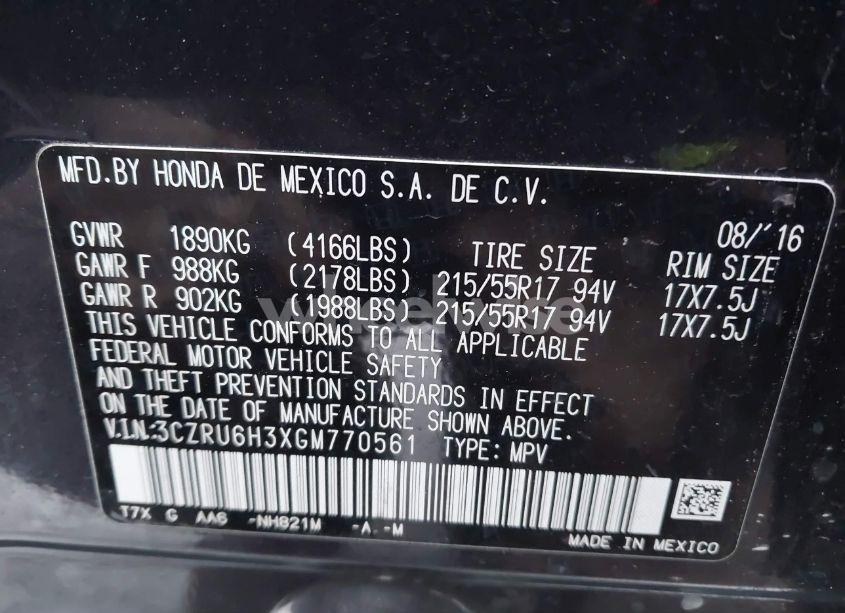 MFD.BY HONDA DE MEXICO S.A. DE C.V.
08/'16
GVWR 1890KG (4166LBS) TIRE SIZE RIM SIZE
GAWR F 988KG (2178LBS) 215/55R17 94V 17X7.5J
GAWR R 902KG (1988LBS) 215/55R17 94V 17X7.5J
THIS VEHICLE CONFORMS TO ALL APPLICABLE
FEDERAL MOTOR VEHICLE SAFETY
AND THEFT PREVENTION STANDARDS IN EFFECT
ON THE DATE OF MANUFACTURE SHOWN ABOVE.
V.I.N:3CZRU6H3XGM770561 TYPE: MPV
T7X G AA6 -NH821M -A.-M
MADE IN MEXICO